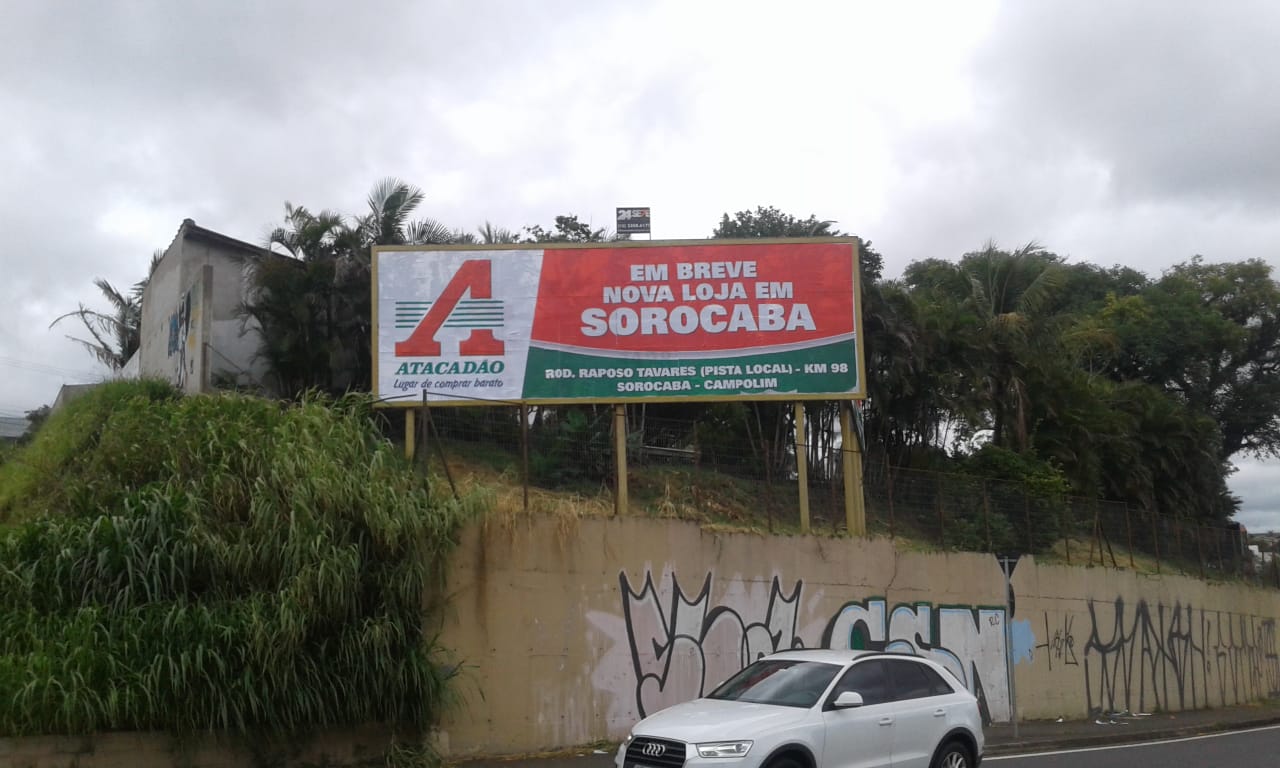 EM BREVE
NOVA LOJA EM
SOROCABA
A
ATACADÃO
Lugar de comprar barato
ROD. RAPOSO TAVARES (PISTA LOCAL) - KM 98
SOROCABA - CAMPOLIM